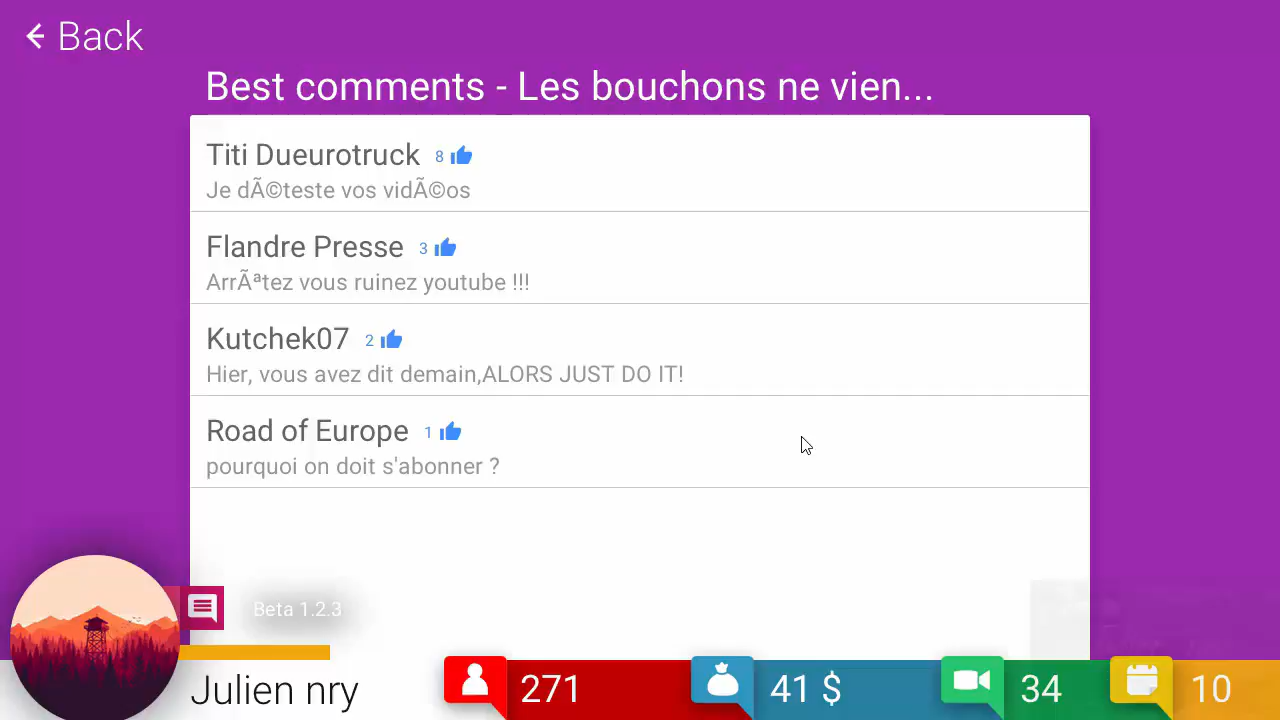 Back
Best comments - Les bouchons ne vien...
Titi Dueurotruck 8
Je dÃ©teste vos vidÃ©os
Flandre Presse 3
ArrÃªtez vous ruinez youtube !!!
Kutchek07 2
Hier, vous avez dit demain,ALORS JUST DO IT!
Road of Europe 1
pourquoi on doit s'abonner ?
Beta 1.2.3
Julien nry 271 41 $ 34 10